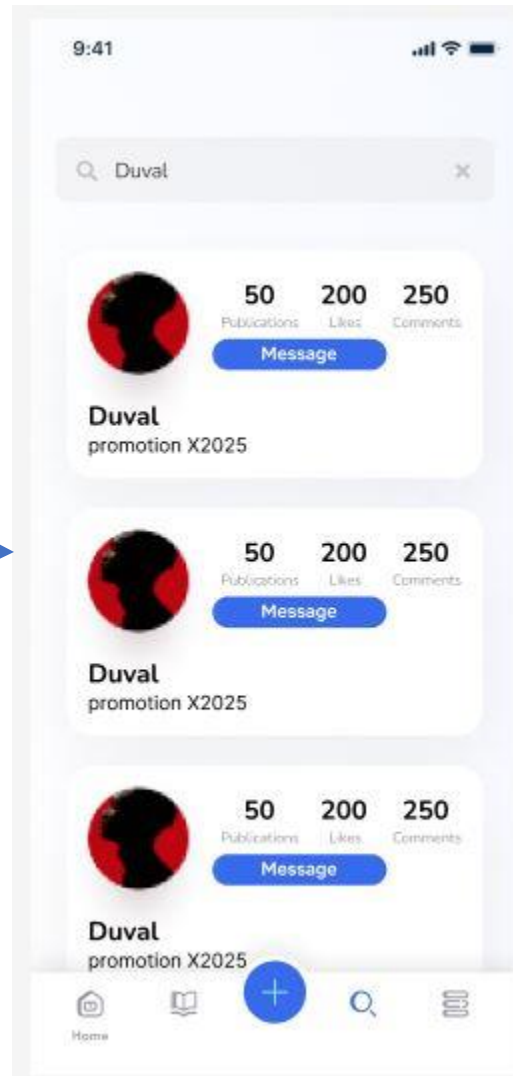 9:41
Duval
50 200 250
Publications Likes Comments
Message
Duval
promotion X2025
50 200 250
Publications Likes Comments
Message
Duval
promotion X2025
50 200 250
Publications Likes Comments
Message
Duval
promotion X2025
Home